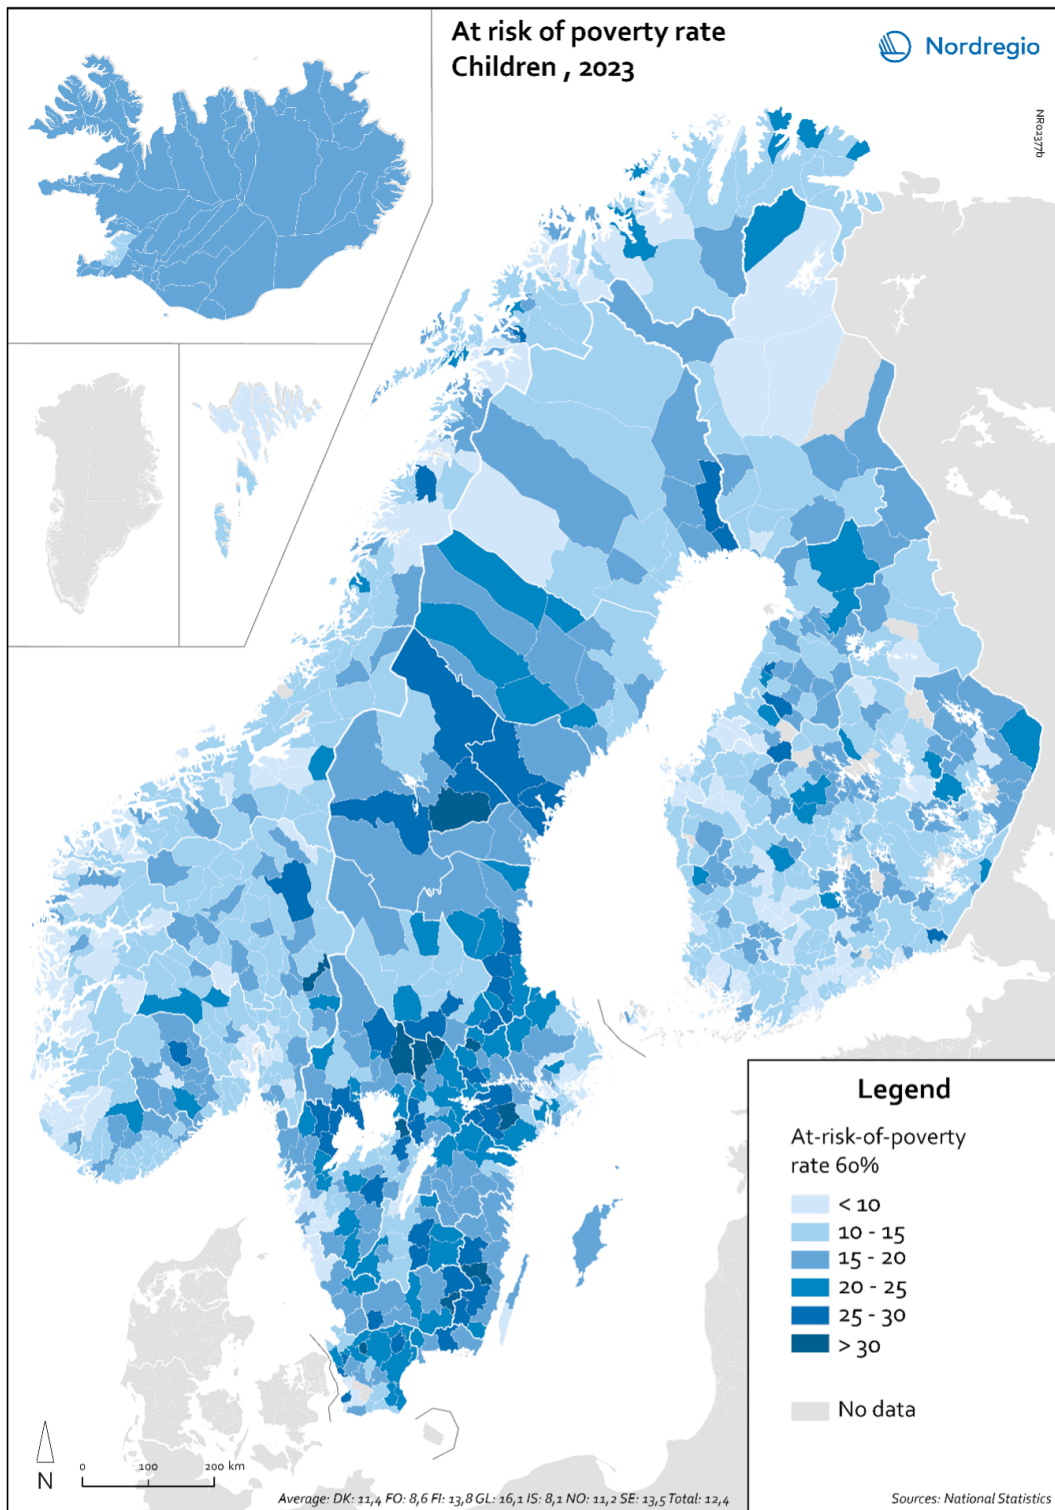 At risk of poverty rate
Children , 2023
Nordregio
NR02377b
Legend
At-risk-of-poverty
rate 60%
< 10
10 - 15
15 - 20
20 - 25
25 - 30
> 30
No data
N
0 100 200 km
Average: DK: 11,4 FO: 8,6 FI: 13,8 GL: 16,1 IS: 8,1 NO: 11,2 SE: 13,5 Total: 12,4
Sources: National Statistics